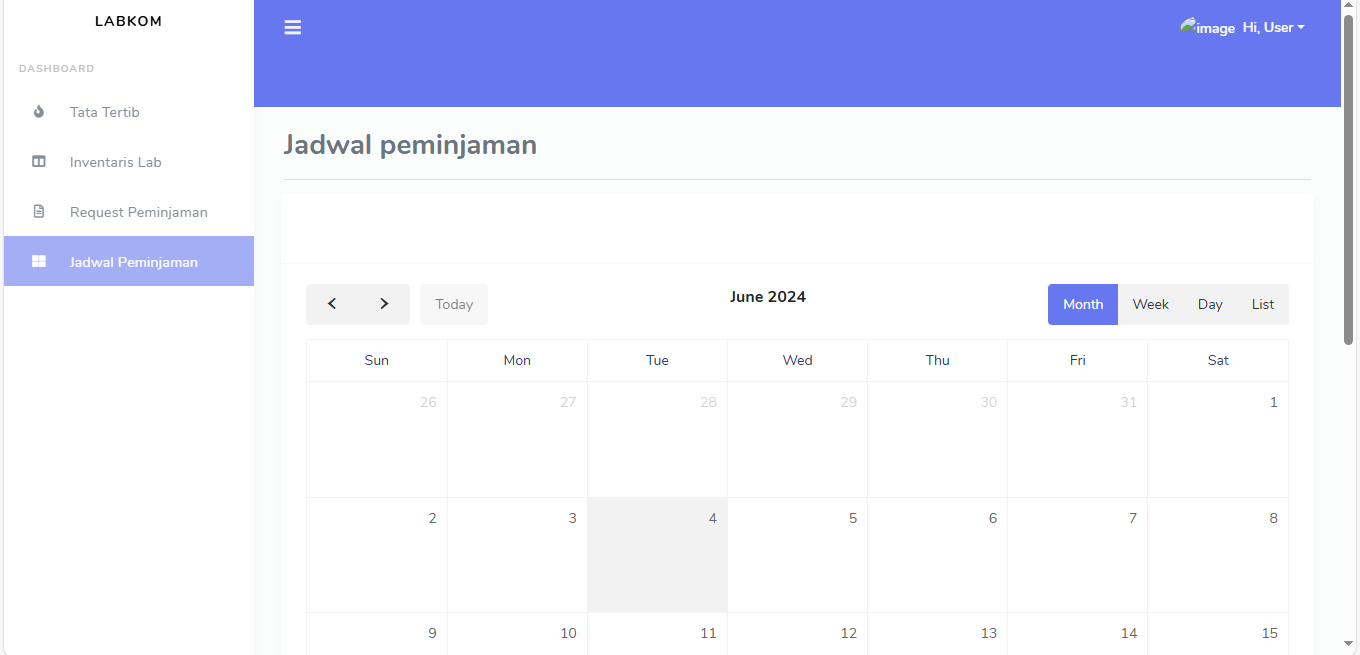 LABKOM
DASHBOARD
Tata Tertib
Inventaris Lab
Request Peminjaman
Jadwal Peminjaman
image Hi, User
Jadwal peminjaman
Today
June 2024
Month Week Day List
Sun Mon Tue Wed Thu Fri Sat
26 27 28 29 30 31 1
2 3 4 5 6 7 8
9 10 11 12 13 14 15